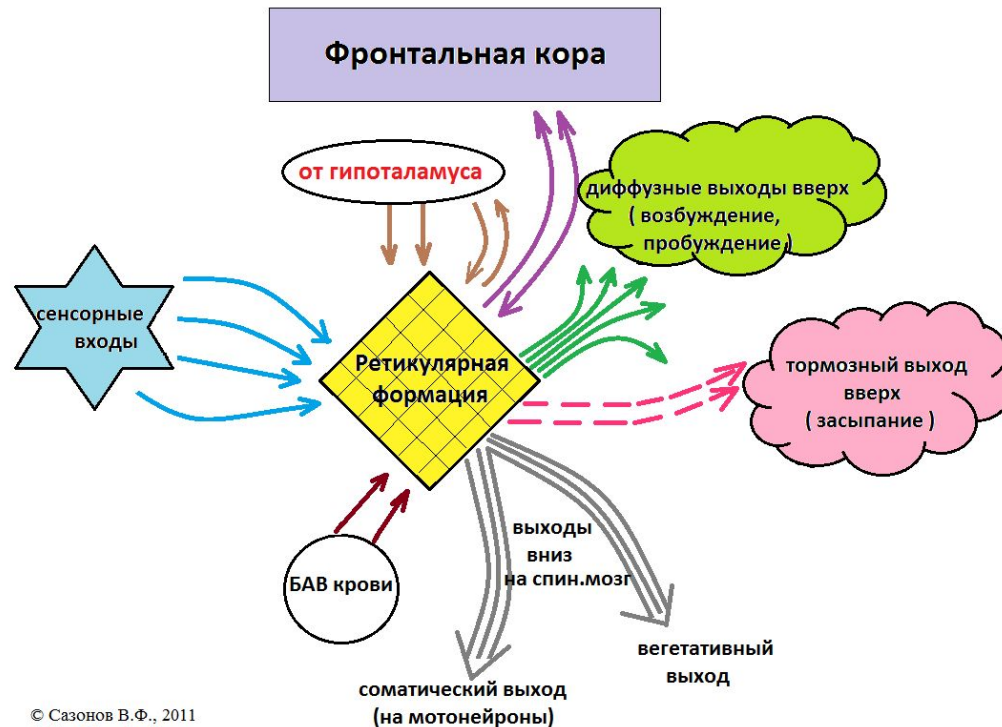 Фронтальная кора
от гипоталамуса
диффузные выходы вверх
( возбуждение,
пробуждение )
сенсорные
входы
Ретикулярная
формация
тормозный выход
вверх
( засыпание )
выходы
вниз
на спин.мозг
БАВ крови
вегетативный
выход
соматический выход
(на мотонейроны)
© Сазонов В.Ф., 2011